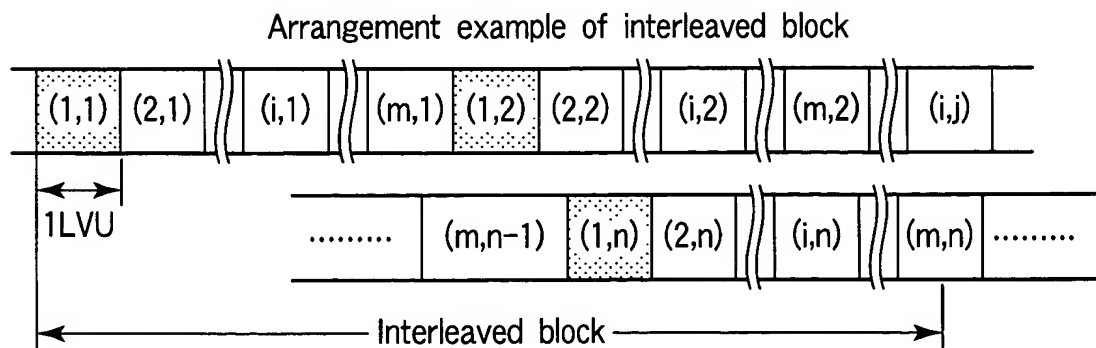 Arrangement example of interleaved block
(1,1) (2,1) (i,1) (m,1) (1,2) (2,2) (i,2) (m,2) (i,j)
1LVU
......... (m,n-1) (1,n) (2,n) (i,n) (m,n) .........
Interleaved block